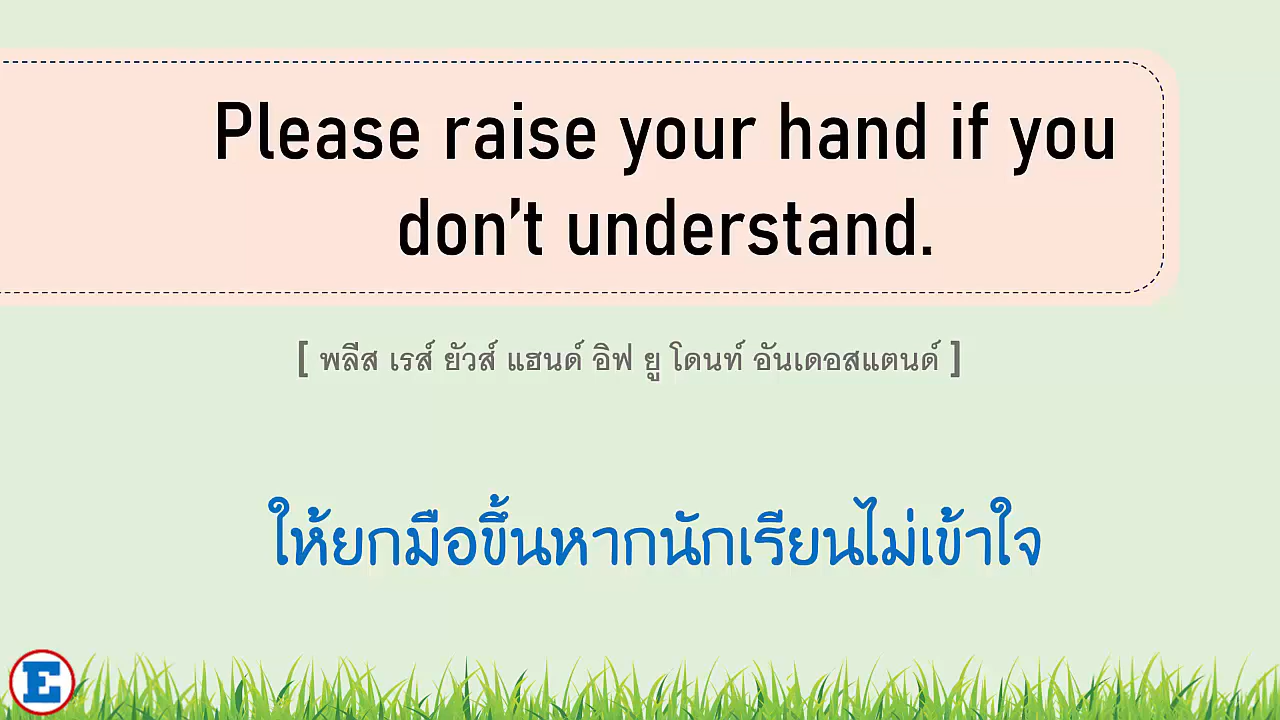 Please raise your hand if you
don't understand.
[ พลีส เรส์ ยัวส์ แฮนด์ อิฟ ยู โดนท์ อันเดอสแตนด์ ]
ให้ยกมือขึ้นหากนักเรียนไม่เข้าใจ
E